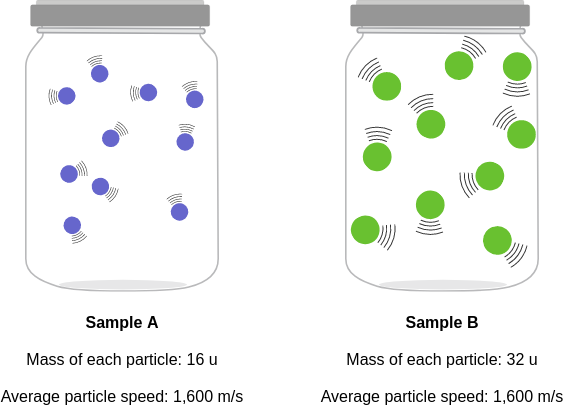 Sample A
Mass of each particle: 16 u
Average particle speed: 1,600 m/s
Sample B
Mass of each particle: 32 u
Average particle speed: 1,600 m/s